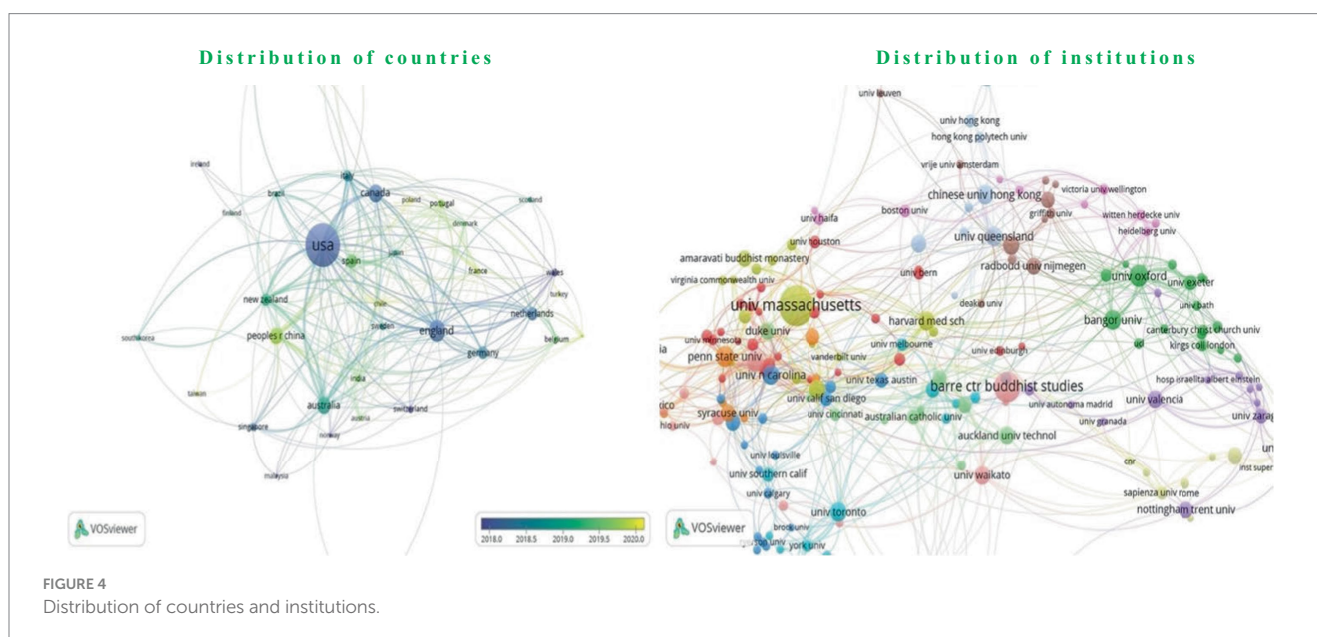 Distribution of countries
Distribution of institutions
ireland
italy
brazil
canada
finland
poland
portugal
scotland
denmark
usa
spain
japan
france
wales
new zealand
chile
turkey
netherlands
south korea
peoples r china
sweden
england
belgium
germany
india
taiwan
australia
austria
switzerland
singapore
norway
malaysia
VOSviewer
2018.0 2018.5 2019.0 2019.5 2020.0
univ leuven
univ hong kong
hong kong polytech univ
vrije univ amsterdam
chinese univ hong kong
victoria univ wellington
univ haifa
boston univ
griffith univ
witten herdecke univ
heidelberg univ
univ houston
univ queensland
amaravati buddhist monastery
radboud univ nijmegen
virginia commonwealth univ
univ bern
univ oxford
univ exeter
univ massachusetts
deakin univ
univ bath
duke univ
harvard med sch
bangor univ
canterbury christ church univ
univ minnesota
univ melbourne
ucl
kings coll london
ia
penn state univ
vanderbilt univ
univ edinburgh
univ n carolina
univ texas austin
barre ctr buddhist studies
hosp israelita albert einstein
univ calif san diego
univ autonoma madrid
univ valencia
xico
syracuse univ
univ cincinnati
australian catholic univ
univ granada
univ zarag
hio univ
auckland univ technol
un
univ louisville
cnr
inst super
univ southern calif
univ waikato
sapienza univ rome
univ calgary
nottingham trent univ
univ toronto
brock univ
york univ
VOSviewer
FIGURE 4
Distribution of countries and institutions.